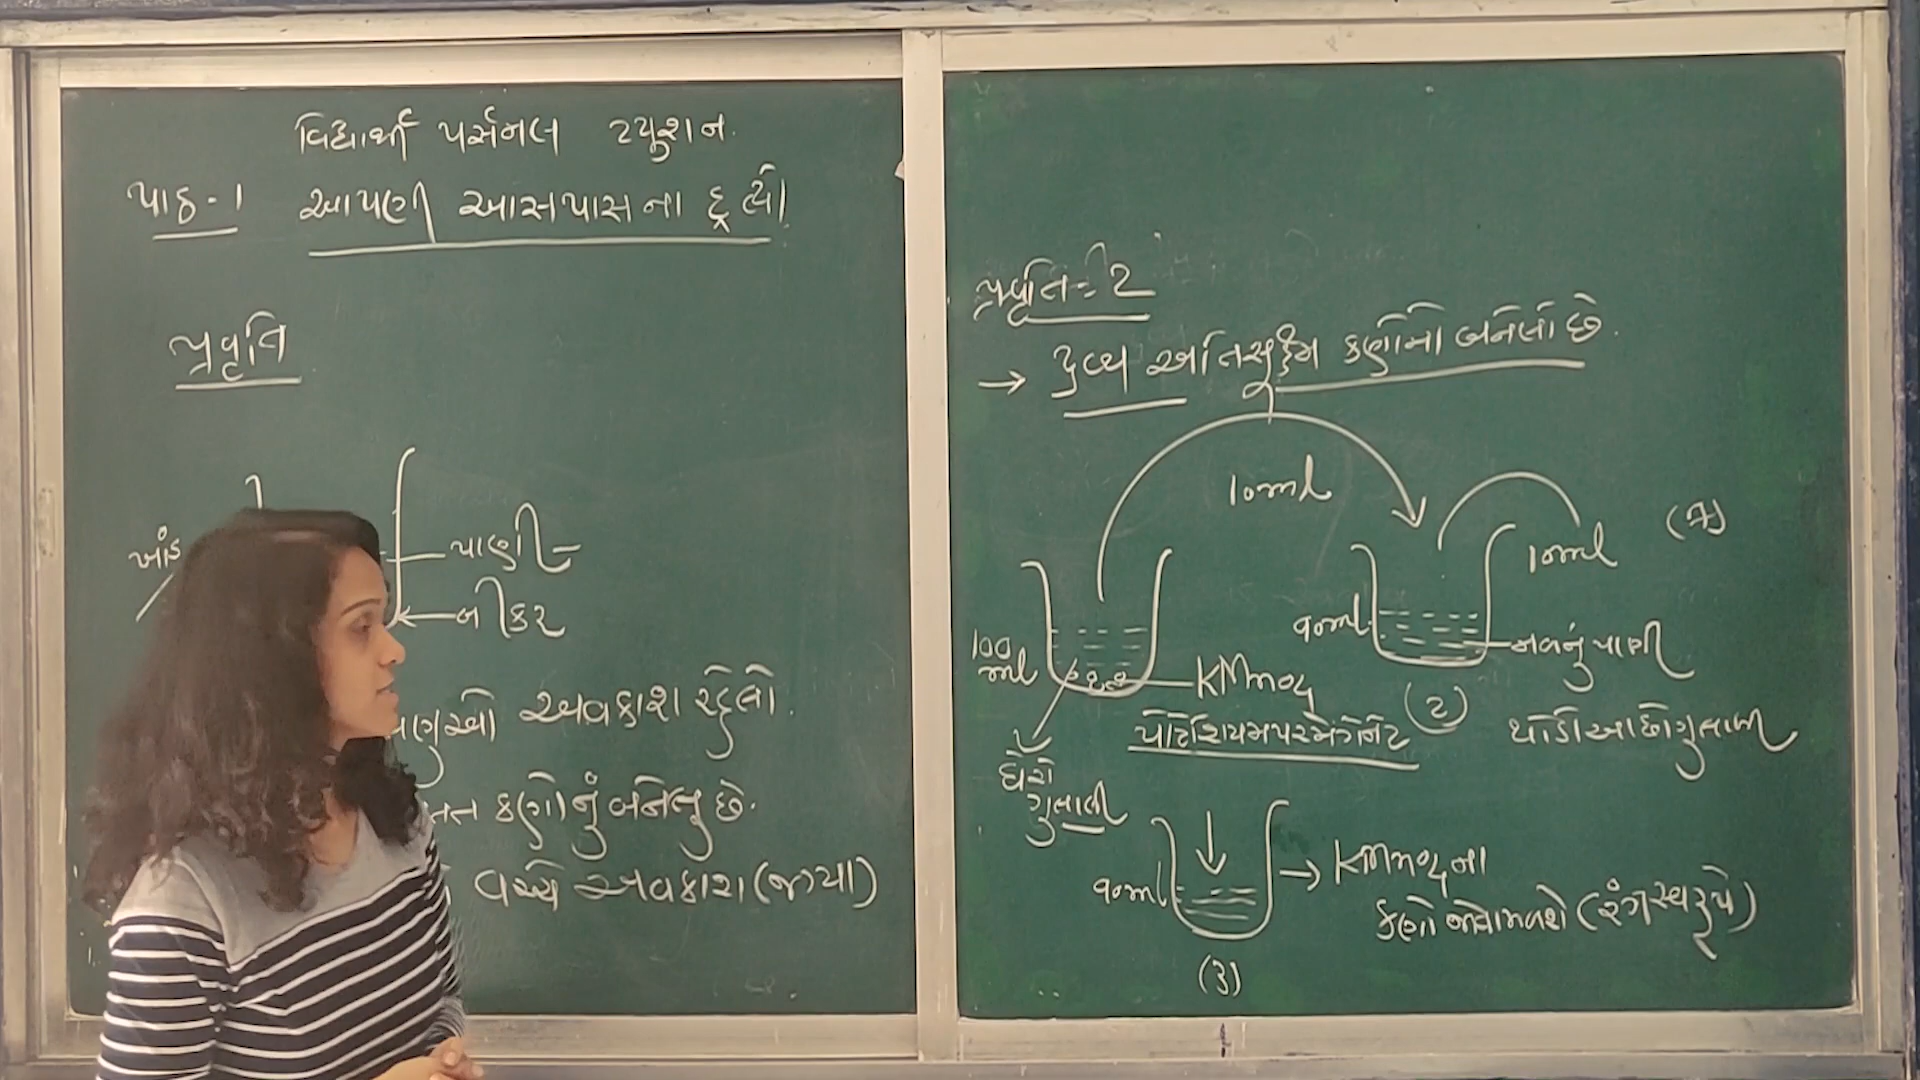 વિદ્યાર્થી પર્સનલ ટયુશન.
પાઠ-1 આપણી આસપાસના દ્રવ્યો.
પ્રવૃતિ
ખાંડ
પાણી
બીકર
અવકાશ રહેલો.
કણોનું બનેલુ છે.
વચ્ચે અવકાશ (જગ્યા)
પ્રવૃતિ-2
→ દ્રવ્ય અતિસૂક્ષ્મ કણોનો બનેલો છે.
10ml
10ml
(7)
100 ml
90ml
નવનું પાણી
KMno4
પોટેશિયમપરમેંગેનેટ
(2)
થોડો આછો ગુલાબી
ઘેરો
ગુલાબી
90ml
→ KMno4 ના
કણો જોવા મળશે (રંગ સ્વરૂપે)
(3)